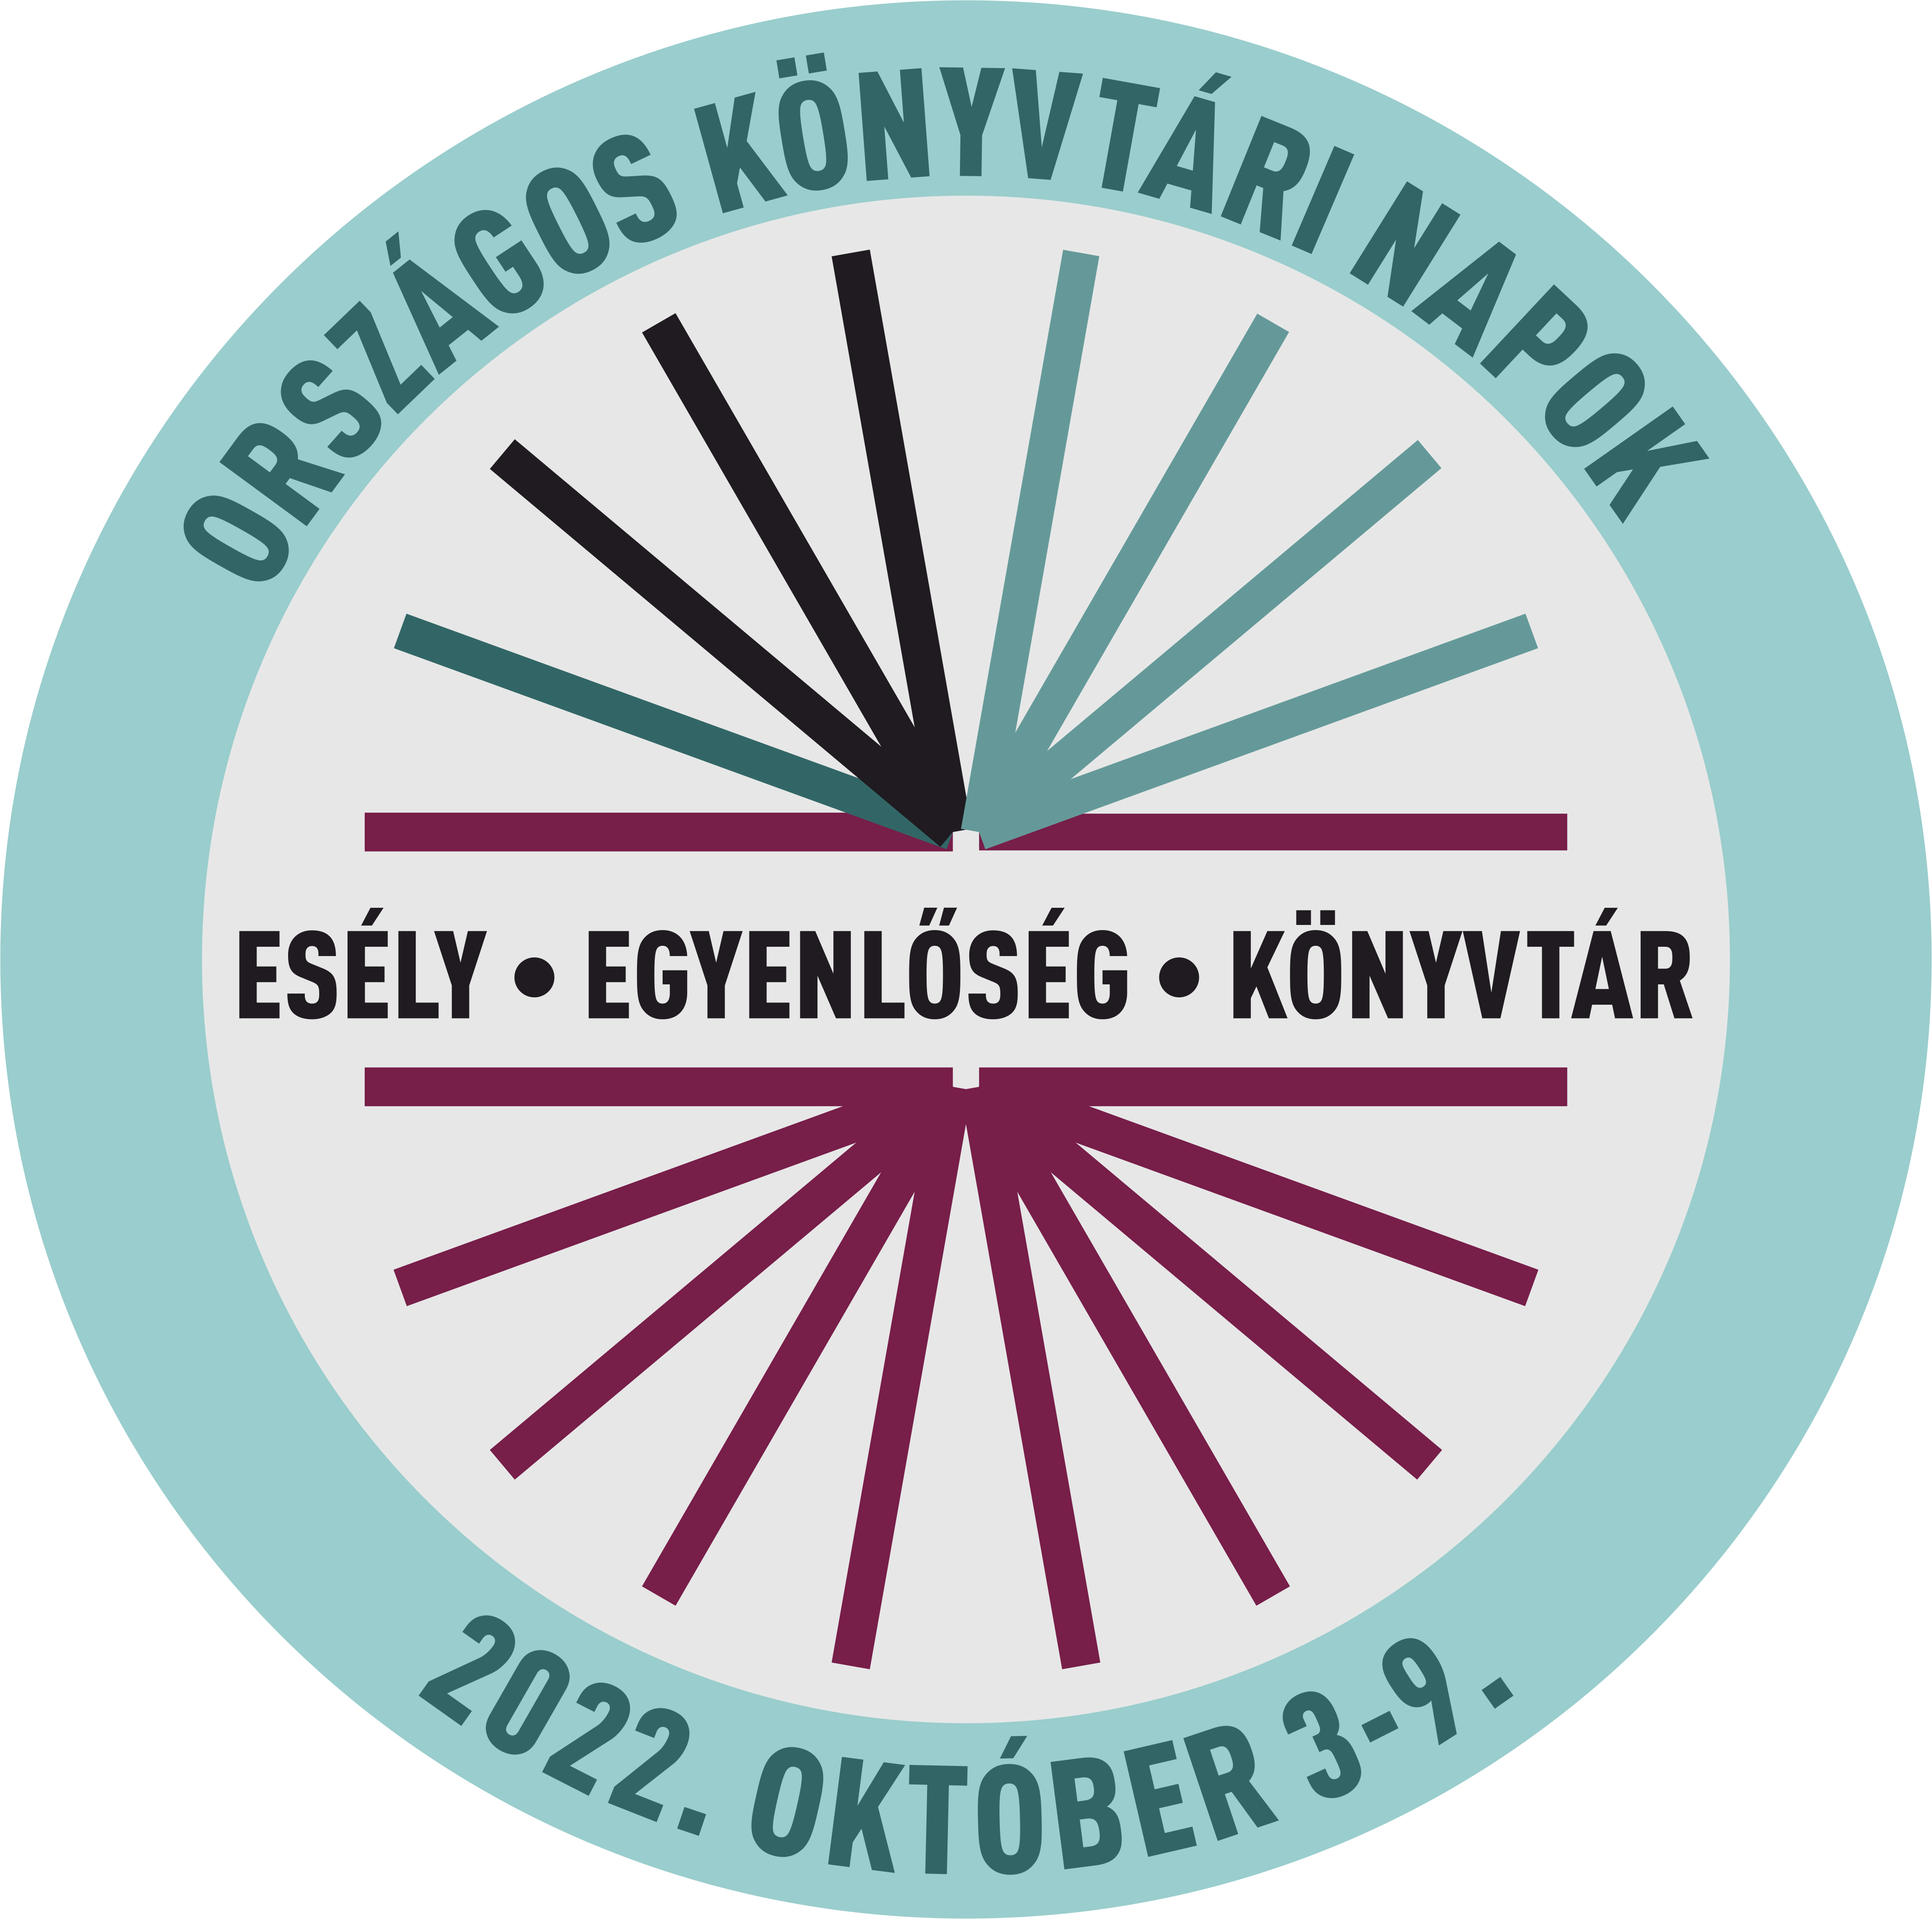 ORSZÁGOS KÖNYVTÁRI NAPOK
ESÉLY • EGYENLŐSÉG • KÖNYVTÁR
2022. OKTÓBER 3-9.